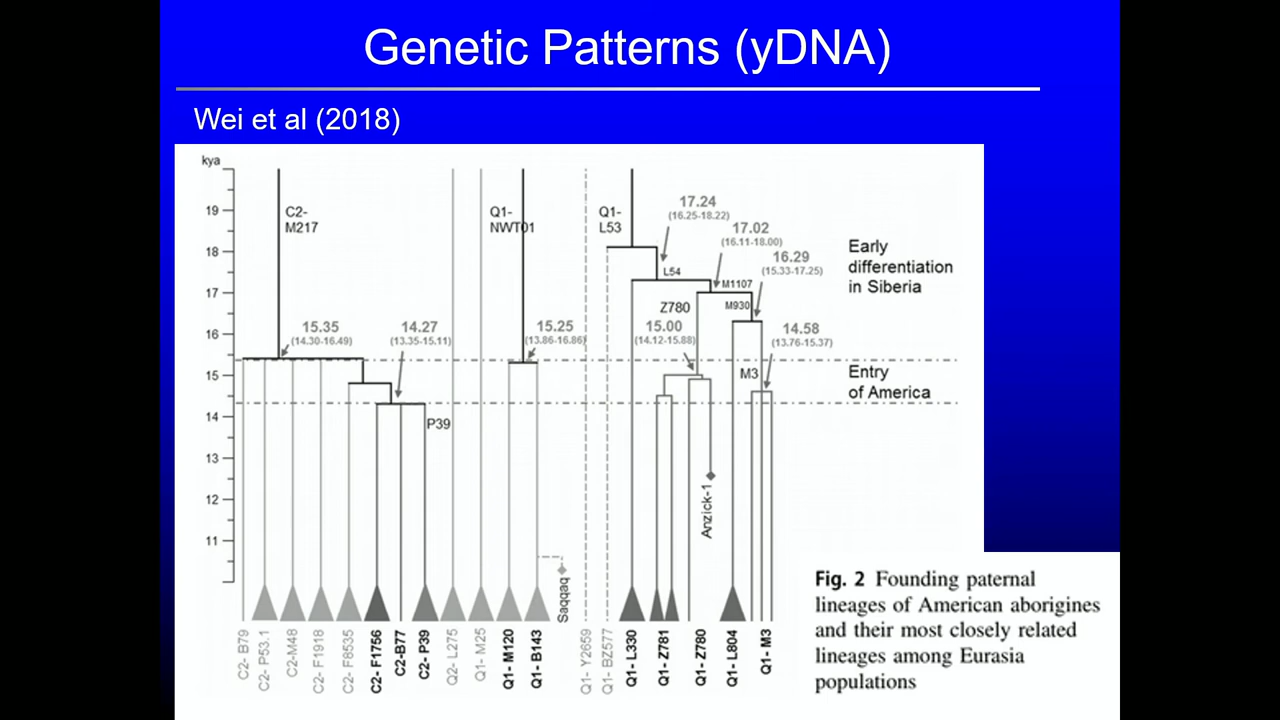 Genetic Patterns (yDNA)
Wei et al (2018)
kya
19
18
17
16
15
14
13
12
11
C2-
M217
Q1-
NWT01
Q1-
L53
17.24
(16.25-18.22)
17.02
(16.11-18.00)
16.29
(15.33-17.25)
L54
M1107
M930
Z780
15.35
(14.30-16.49)
14.27
(13.35-15.11)
15.25
(13.86-16.86)
15.00
(14.12-15.88)
14.58
(13.76-15.37)
M3
P39
Early
differentiation
in Siberia
Entry
of America
Anzick-1
Saqqaq
C2- B79
C2- P53.1
C2-M48
C2- F1918
C2- F8535
C2- F1756
C2-B77
C2- P39
Q2- L275
Q1- M25
Q1- M120
Q1- B143
Q1- Y2659
Q1- BZ577
Q1- L330
Q1- Z781
Q1- Z780
Q1- L804
Q1- M3
Fig. 2 Founding paternal
lineages of American aborigines
and their most closely related
lineages among Eurasia
populations